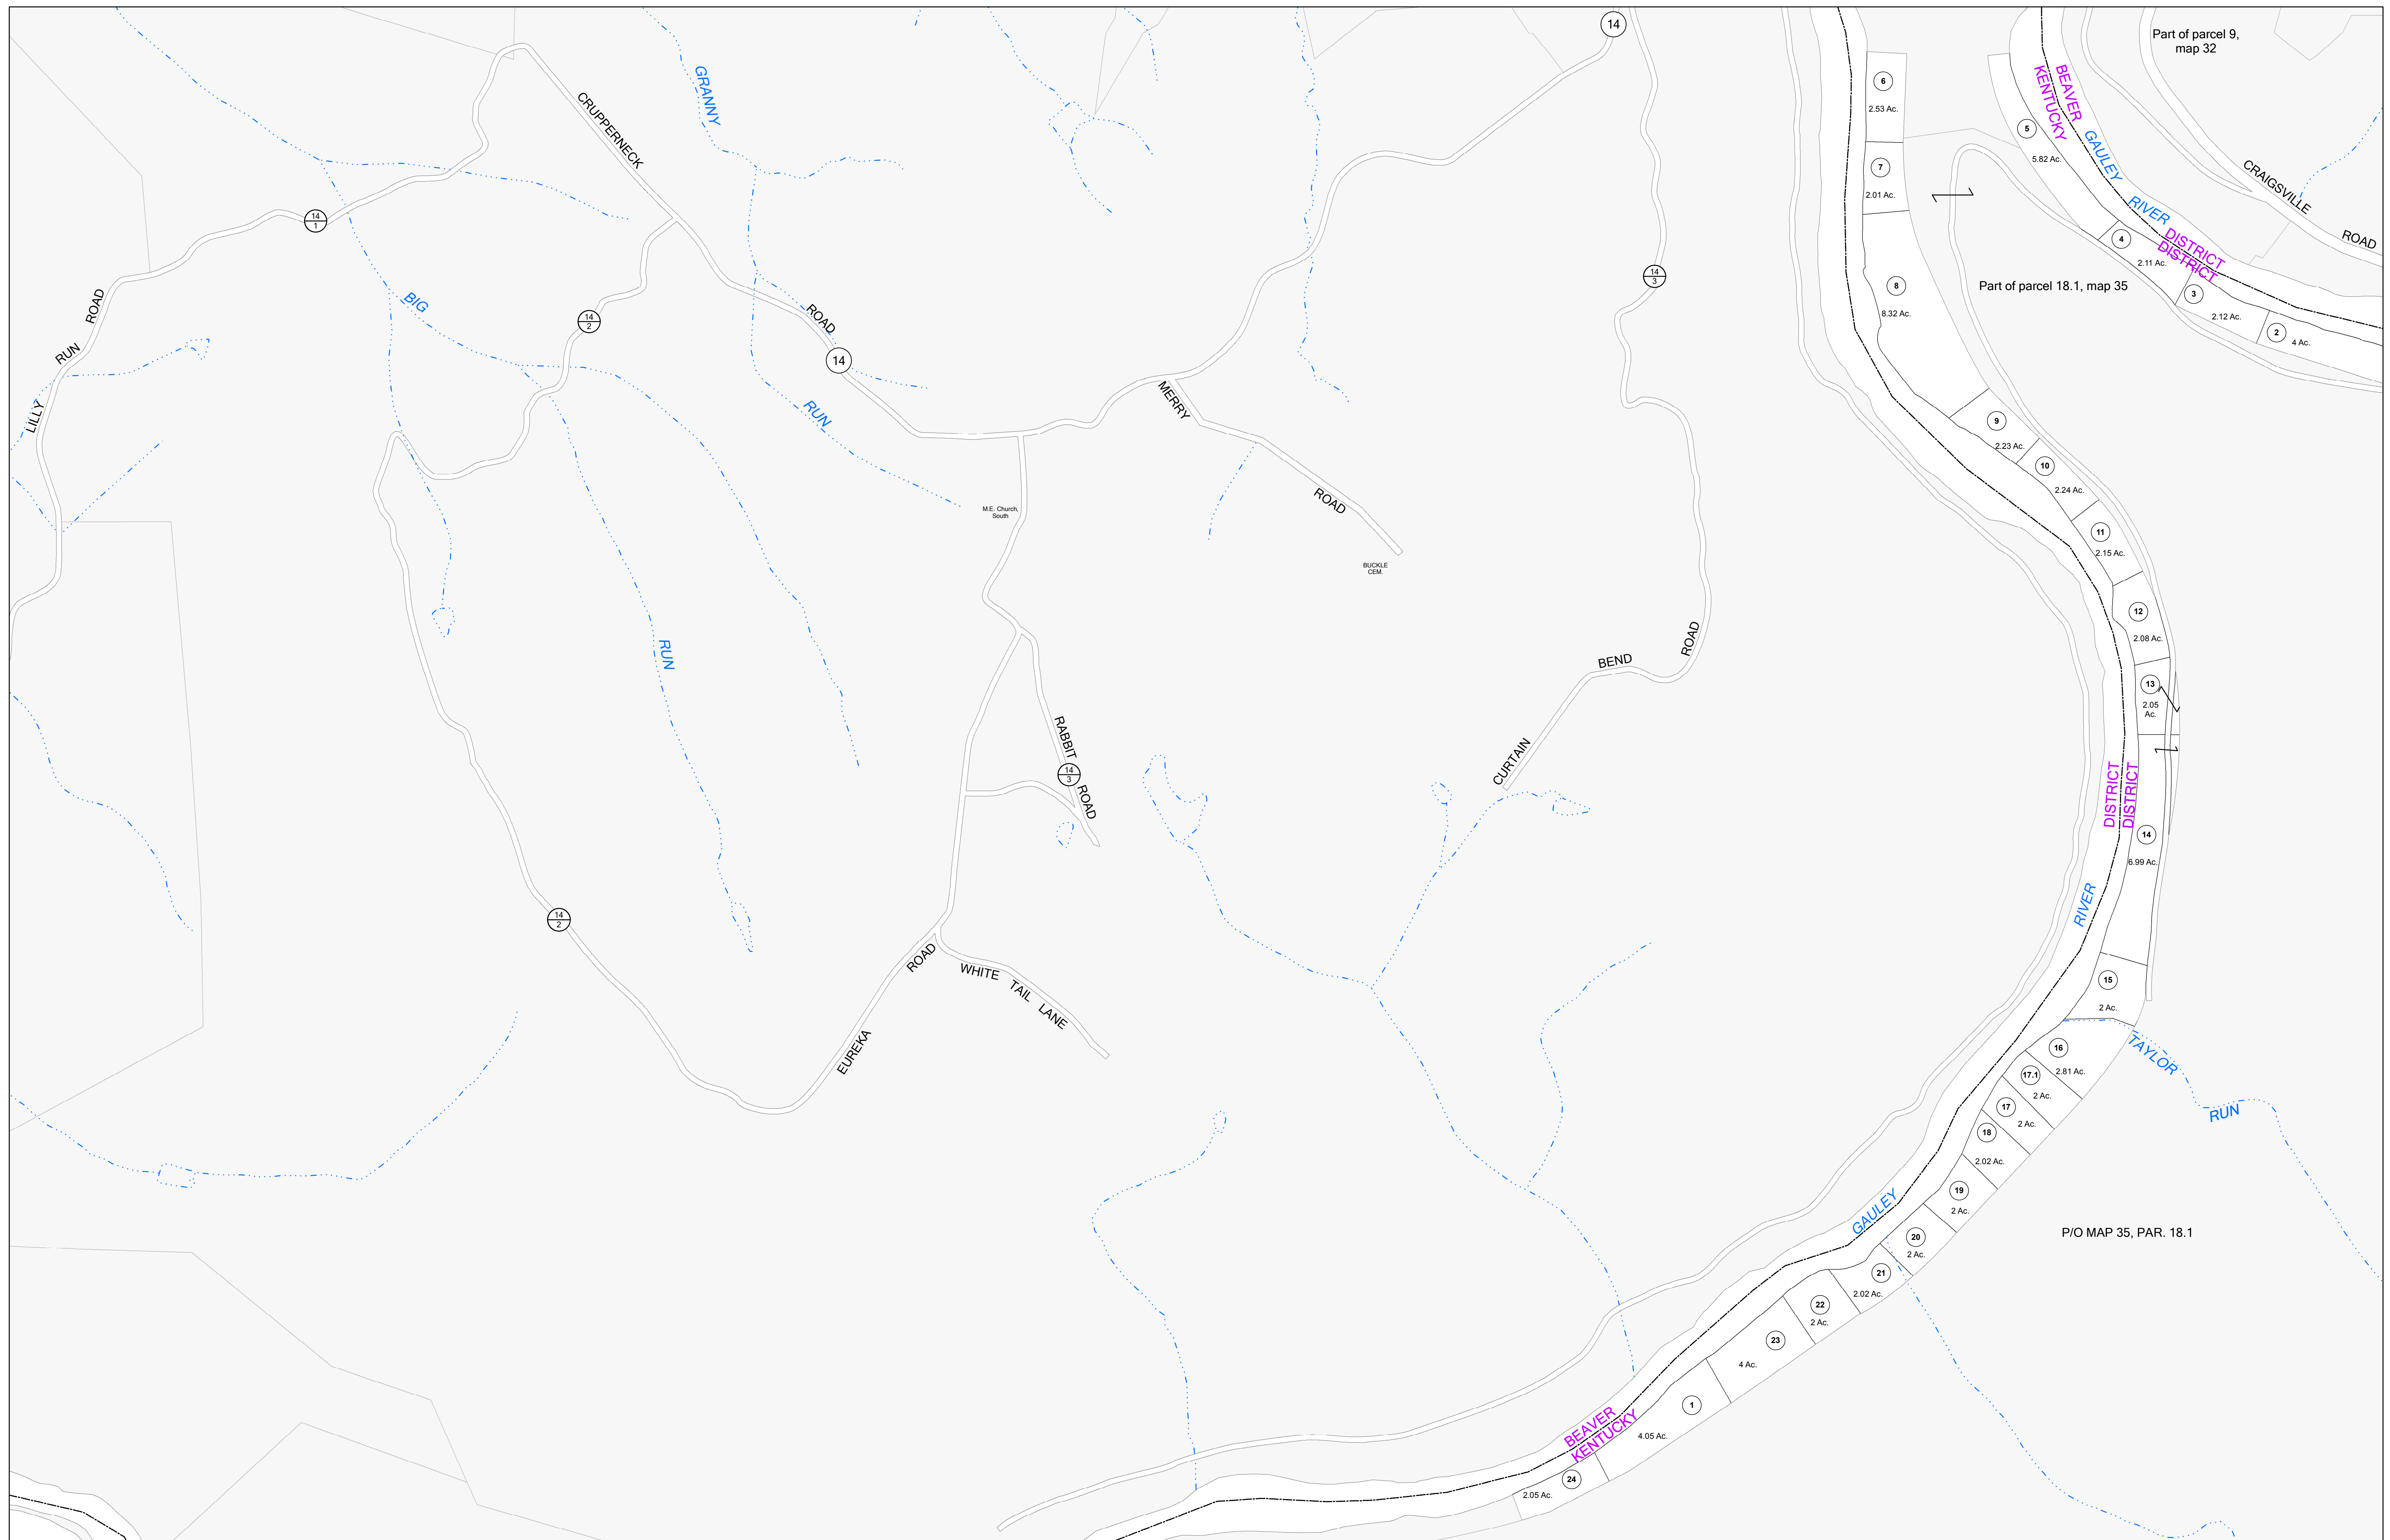 14
Part of parcel 9,
map 32
6
2.53 Ac.
7
2.01 Ac.
8
8.32 Ac.
5
5.82 Ac.
4
2.11 Ac.
3
2.12 Ac.
2
4 Ac.
BEAVER
KENTUCKY
GAULEY
RIVER
DISTRICT
DISTRICT
CRAIGSVILLE
ROAD
Part of parcel 18.1, map 35
GRANNY
RUN
CRUPPERNECK
ROAD
14
14
1
14
2
14
3
LILLY
RUN
ROAD
BIG
RUN
MERRY
ROAD
M.E. Church,
South
BUCKLE
CEM.
9
2.23 Ac.
10
2.24 Ac.
11
2.15 Ac.
12
2.08 Ac.
13
2.05
Ac.
CURTAIN
BEND
ROAD
RABBIT
14
3
ROAD
DISTRICT
DISTRICT
14
6.99 Ac.
RIVER
14
2
EUREKA
ROAD
WHITE
TAIL
LANE
15
2 Ac.
TAYLOR
RUN
16
2.81 Ac.
17.1
2 Ac.
17
2 Ac.
18
2.02 Ac.
19
2 Ac.
20
2 Ac.
21
2.02 Ac.
22
2 Ac.
23
4 Ac.
GAULEY
P/O MAP 35, PAR. 18.1
BEAVER
KENTUCKY
1
4.05 Ac.
24
2.05 Ac.